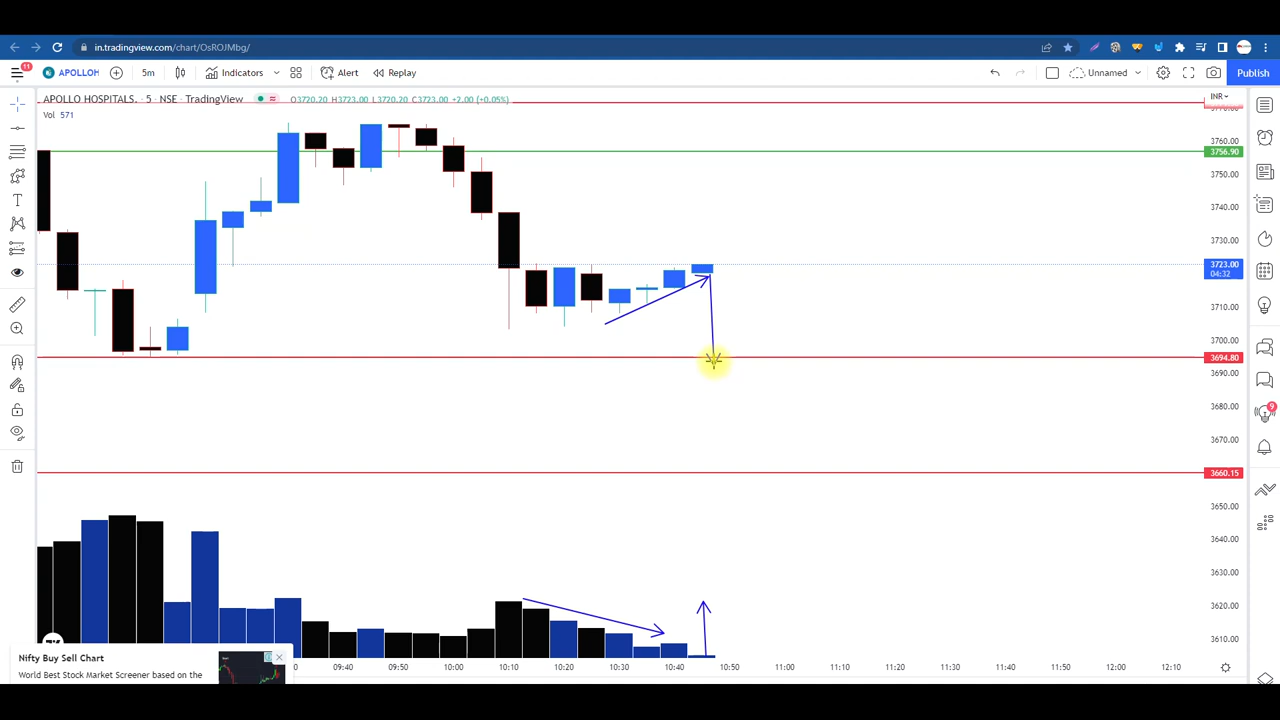 in.tradingview.com/chart/OsROJMbg/
11
APOLLOH
5m
Indicators
Alert
Replay
Unnamed
Publish
APOLLO HOSPITALS. · 5 · NSE · TradingView
O3720.20 H3723.00 L3720.20 C3723.00 +2.00 (+0.05%)
INR
Vol 571
3760.00
3756.90
3750.00
3740.00
3730.00
3723.00
04:32
3710.00
3700.00
3694.80
3690.00
3680.00
3670.00
3660.15
3650.00
3640.00
3630.00
3620.00
3610.00
9
Nifty Buy Sell Chart
World Best Stock Market Screener based on the
09:40 09:50 10:00 10:10 10:20 10:30 10:40 10:50 11:00 11:10 11:20 11:30 11:40 11:50 12:00 12:10